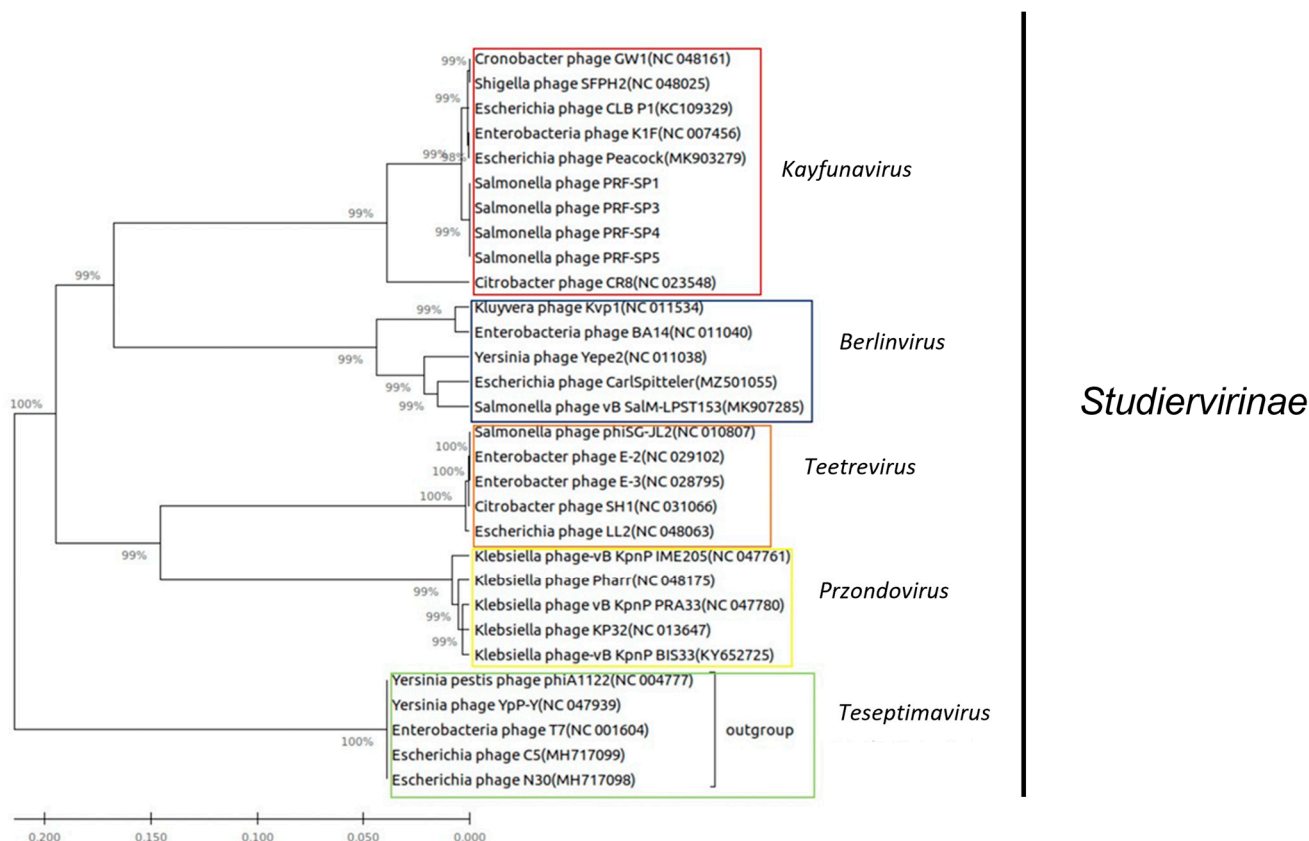 99%
Cronobacter phage GW1(NC 048161)
Shigella phage SFPH2(NC 048025)
99%
Escherichia phage CLB P1(KC109329)
Enterobacteria phage K1F(NC 007456)
99%
98%
Escherichia phage Peacock(MK903279)
Kayfunavirus
Salmonella phage PRF-SP1
Salmonella phage PRF-SP3
99%
99%
Salmonella phage PRF-SP4
Salmonella phage PRF-SP5
99%
Citrobacter phage CR8(NC 023548)
99%
Kluyvera phage Kvp1(NC 011534)
Enterobacteria phage BA14(NC 011040)
Berlinvirus
99%
Yersinia phage Yepe2(NC 011038)
99%
Escherichia phage CarlSpitteler(MZ501055)
100%
99%
Salmonella phage vB SalM-LPST153(MK907285)
Studiervirinae
Salmonella phage phiSG-JL2(NC 010807)
100%
Enterobacter phage E-2(NC 029102)
Teetrevirus
100%
Enterobacter phage E-3(NC 028795)
100%
Citrobacter phage SH1(NC 031066)
Escherichia phage LL2(NC 048063)
99%
Klebsiella phage-vB KpnP IME205(NC 047761)
Klebsiella phage Pharr(NC 048175)
Przondovirus
99%
Klebsiella phage vB KpnP PRA33(NC 047780)
99%
Klebsiella phage KP32(NC 013647)
99%
Klebsiella phage-vB KpnP BIS33(KY652725)
Yersinia pestis phage phiA1122(NC 004777)
Yersinia phage YpP-Y(NC 047939)
Teseptimavirus
Enterobacteria phage T7(NC 001604)
outgroup
100%
Escherichia phage C5(MH717099)
Escherichia phage N30(MH717098)
0.200 0.150 0.100 0.050 0.000